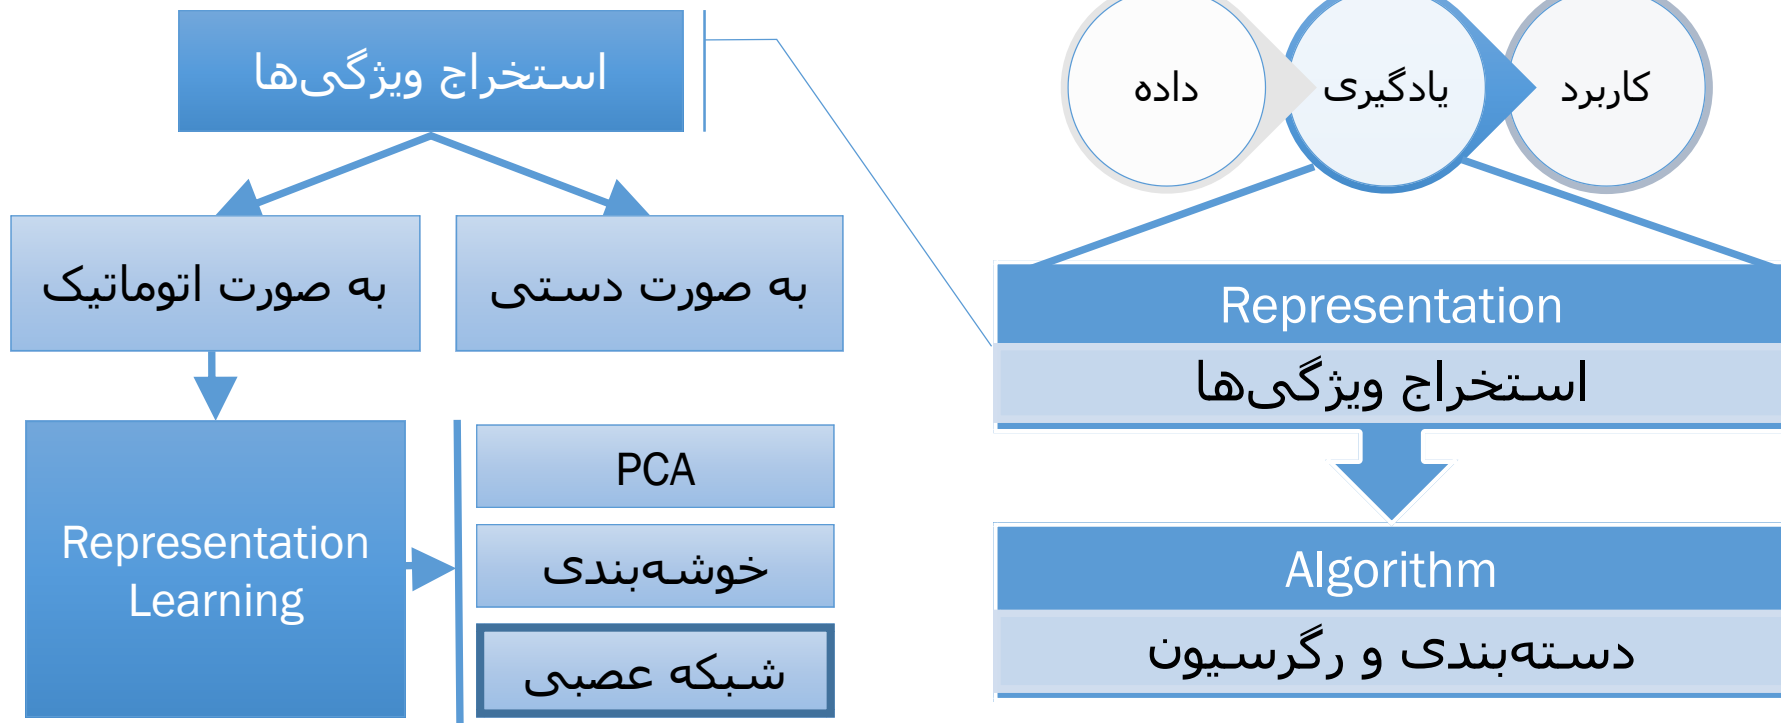 داده
یادگیری
کاربرد
Representation
استخراج ویژگی‌ها
Algorithm
دسته‌بندی و رگرسیون
استخراج ویژگی‌ها
به صورت دستی
به صورت اتوماتیک
Representation
Learning
PCA
خوشه‌بندی
شبکه عصبی